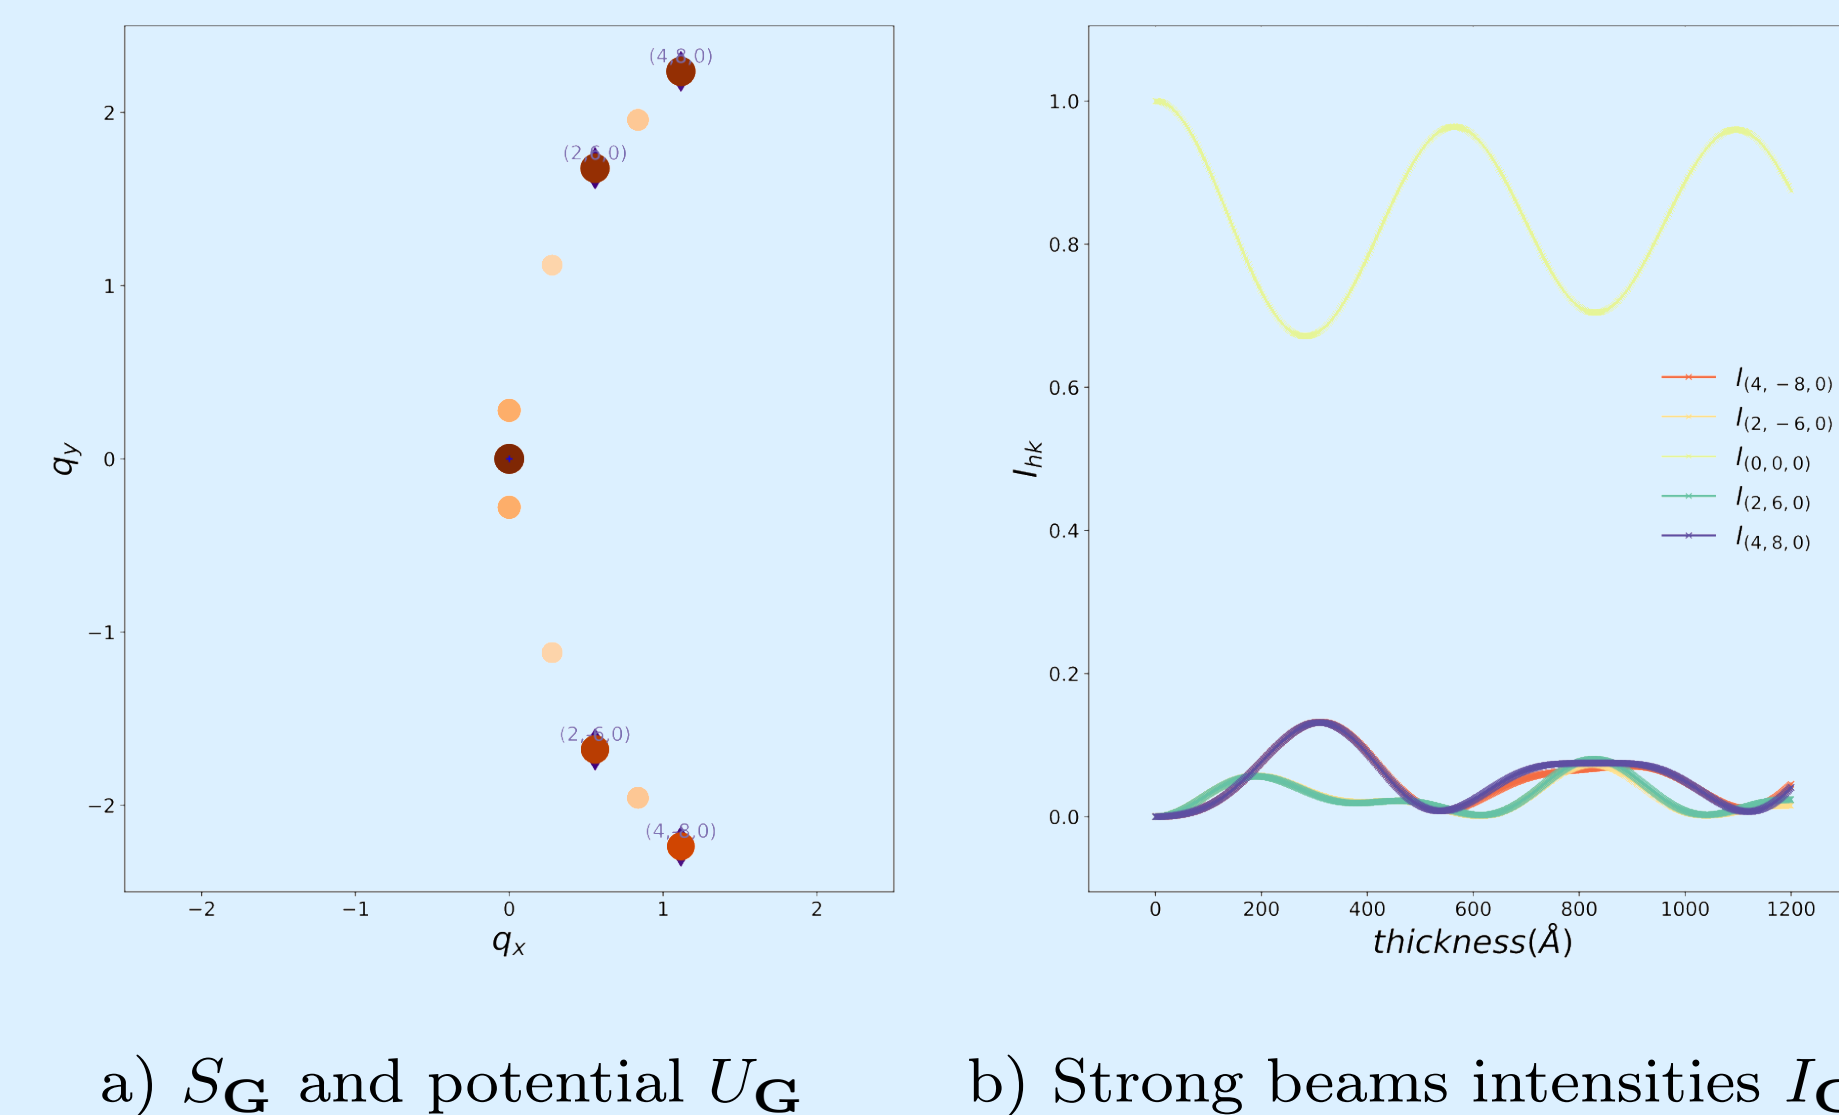 (4,8,0)
(2,6,0)
(2,-6,0)
(4,-8,0)
2
1
0
−1
−2
q_y
−2 −1 0 1 2
q_x
1.0
0.8
0.6
0.4
0.2
0.0
I_hk
I_(4, −8, 0)
I_(2, −6, 0)
I_(0, 0, 0)
I_(2, 6, 0)
I_(4, 8, 0)
0 200 400 600 800 1000 1200
thickness(Å)
a) S_G and potential U_G
b) Strong beams intensities I